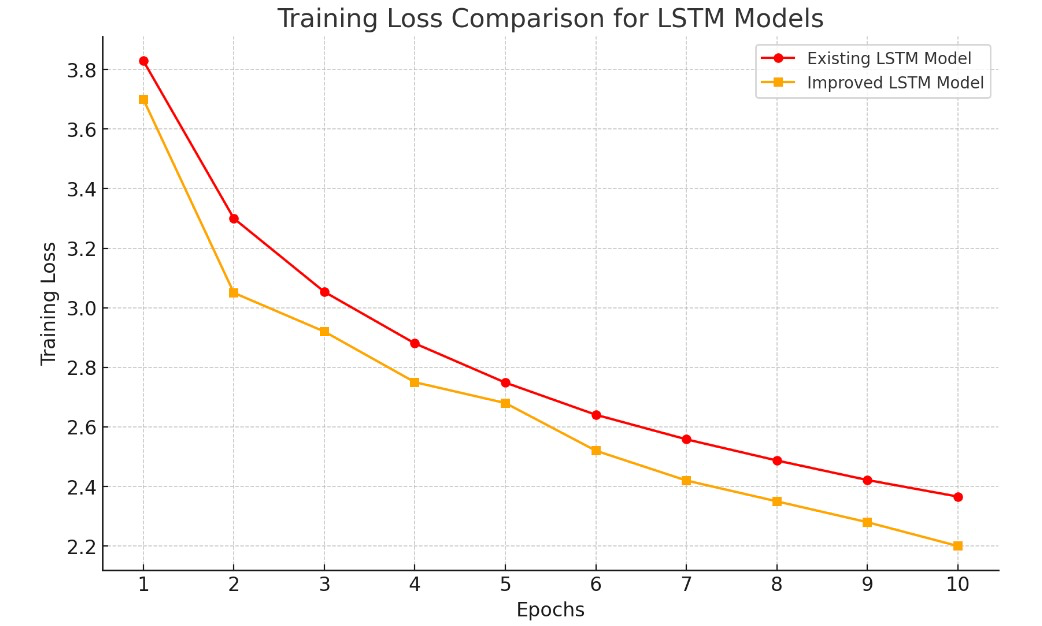 Training Loss Comparison for LSTM Models
Existing LSTM Model
Improved LSTM Model
Training Loss
3.8
3.6
3.4
3.2
3.0
2.8
2.6
2.4
2.2
1 2 3 4 5 6 7 8 9 10
Epochs